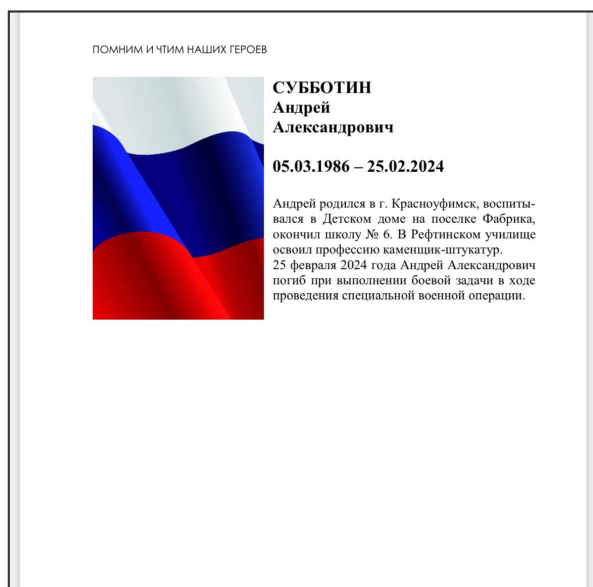 ПОМНИМ И ЧТИМ НАШИХ ГЕРОЕВ
СУББОТИН
Андрей
Александрович
05.03.1986 – 25.02.2024
Андрей родился в г. Красноуфимск, воспиты-
вался в Детском доме на поселке Фабрика,
окончил школу № 6. В Рефтинском училище
освоил профессию каменщик-штукатур.
25 февраля 2024 года Андрей Александрович
погиб при выполнении боевой задачи в ходе
проведения специальной военной операции.